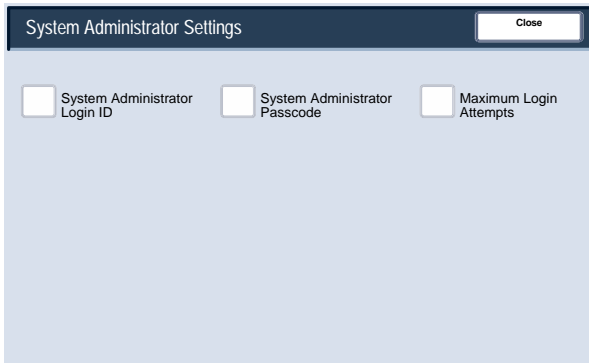 System Administrator Settings
Close
System Administrator
Login ID
System Administrator
Passcode
Maximum Login
Attempts